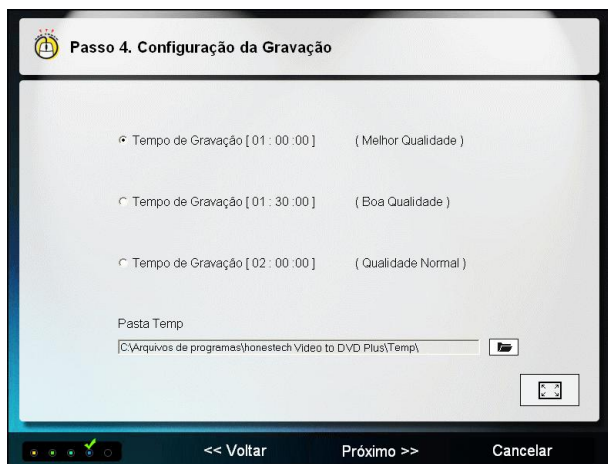 Passo 4. Configuração da Gravação
Tempo de Gravação [ 01 : 00 :00 ] ( Melhor Qualidade )
Tempo de Gravação [ 01 : 30 :00 ] ( Boa Qualidade )
Tempo de Gravação [ 02 : 00 :00 ] ( Qualidade Normal )
Pasta Temp
C:\Arquivos de programas\honestech Video to DVD Plus\Temp\
<< Voltar Próximo >> Cancelar